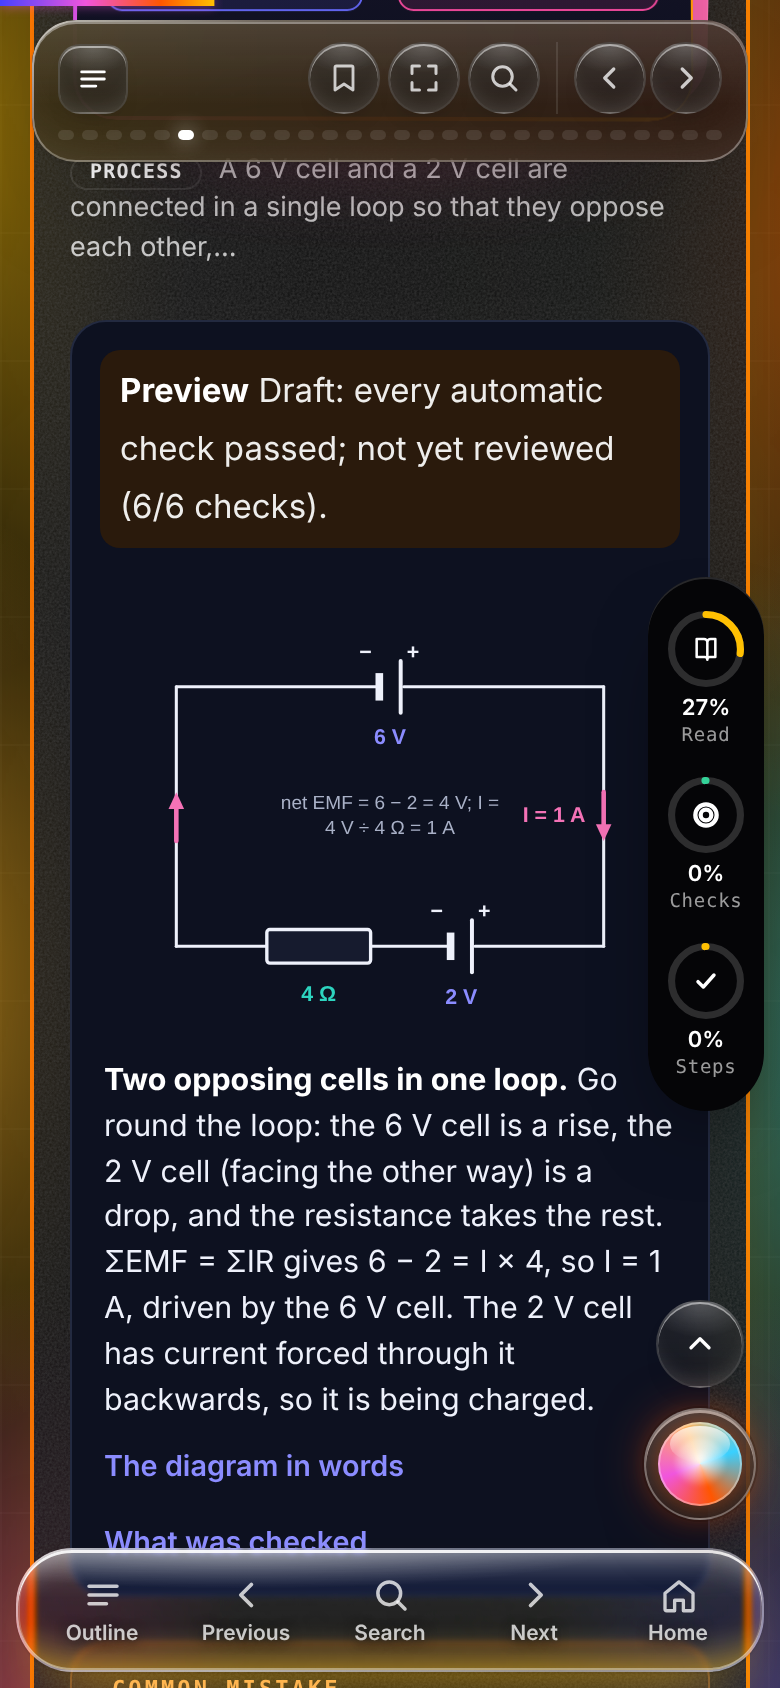 PROCESS A 6 V cell and a 2 V cell are
connected in a single loop so that they oppose
each other,...
Preview Draft: every automatic
check passed; not yet reviewed
(6/6 checks).
− +
6 V
net EMF = 6 − 2 = 4 V; I =
4 V ÷ 4 Ω = 1 A
I = 1 A
− +
4 Ω
2 V
27%
Read
0%
Checks
0%
Steps
Two opposing cells in one loop. Go
round the loop: the 6 V cell is a rise, the
2 V cell (facing the other way) is a
drop, and the resistance takes the rest.
ΣEMF = ΣIR gives 6 − 2 = I × 4, so I = 1
A, driven by the 6 V cell. The 2 V cell
has current forced through it
backwards, so it is being charged.
The diagram in words
What was checked
Outline Previous Search Next Home
COMMON MISTAKE